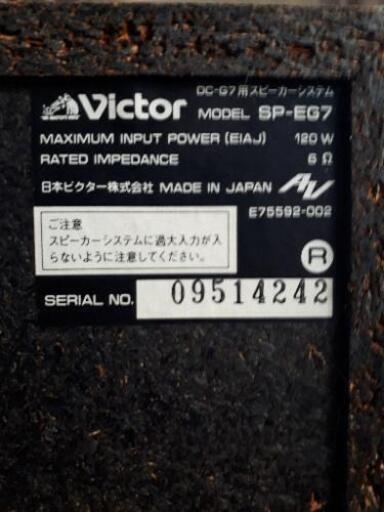 DC-G7用スピーカーシステム
Victor MODEL SP-EG7
MAXIMUM INPUT POWER (EIAJ) 120W
RATED IMPEDANCE 6Ω
日本ビクター株式会社 MADE IN JAPAN AV
E75592-002
ご注意
スピーカーシステムに過大入力が入
らないように注意してください。
R
SERIAL NO. 09514242